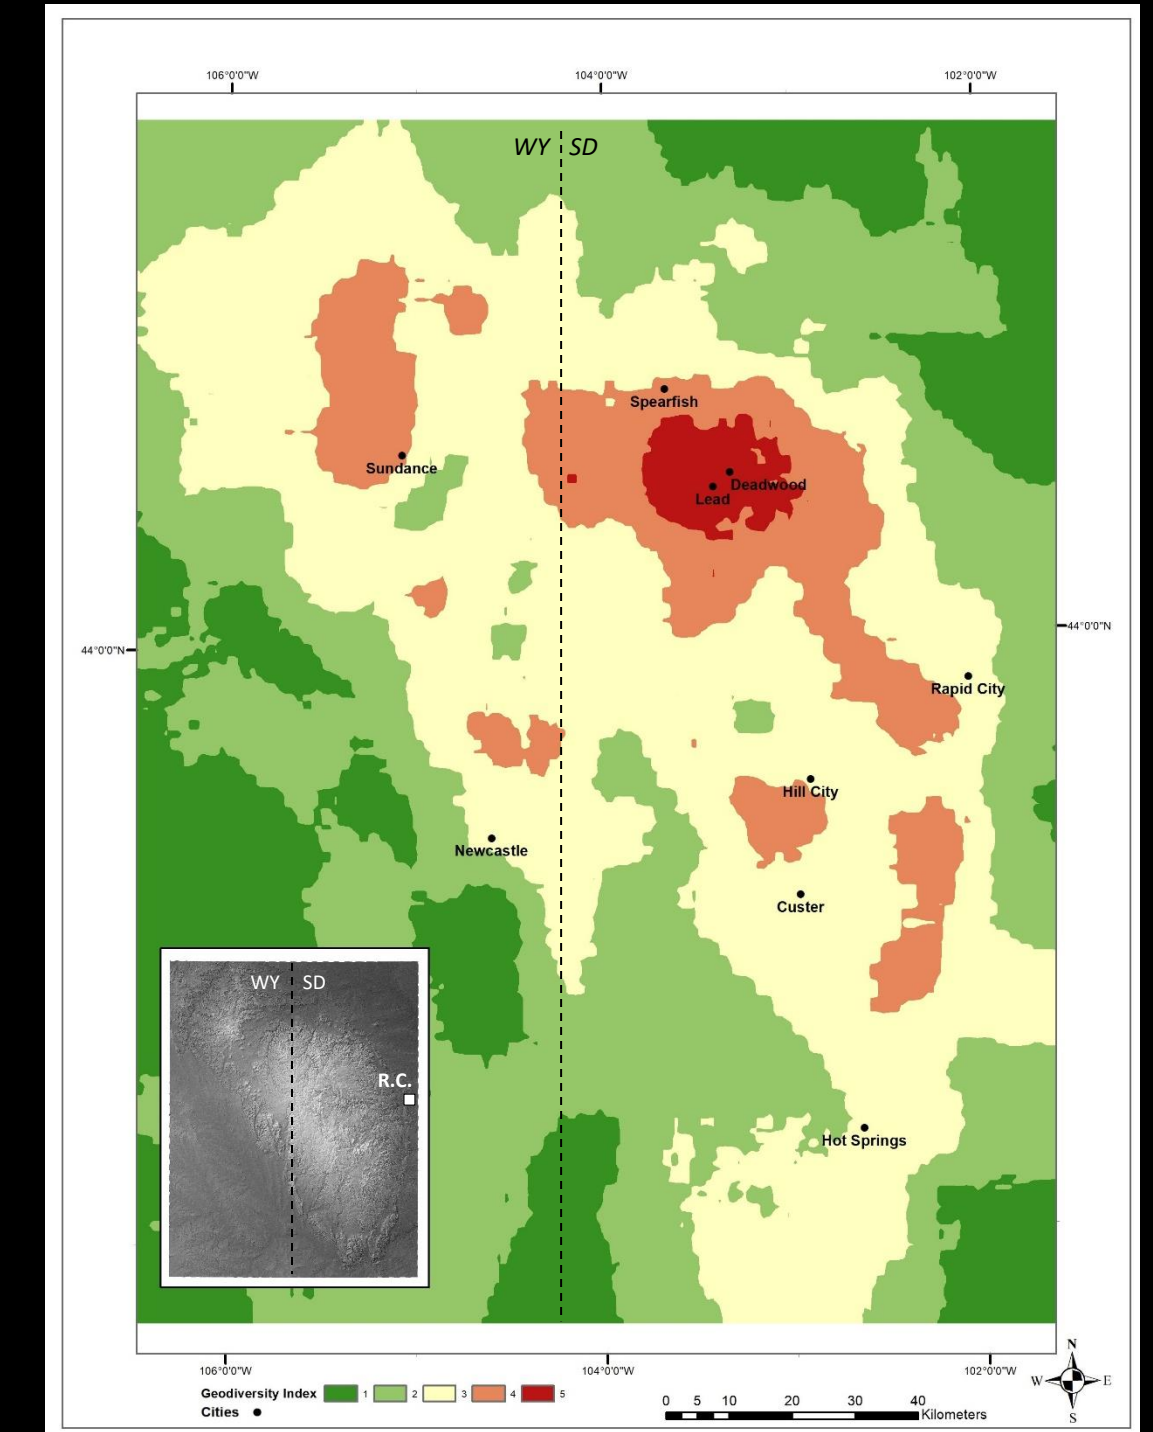 106°0'0"W 104°0'0"W 102°0'0"W
WY SD
Spearfish
Sundance
Deadwood
Lead
44°0'0"N
44°0'0"N
Rapid City
Hill City
Newcastle
Custer
WY SD
R.C.
Hot Springs
106°0'0"W 104°0'0"W 102°0'0"W
N
W E
S
Geodiversity Index 1 2 3 4 5
Cities
0 5 10 20 30 40
Kilometers